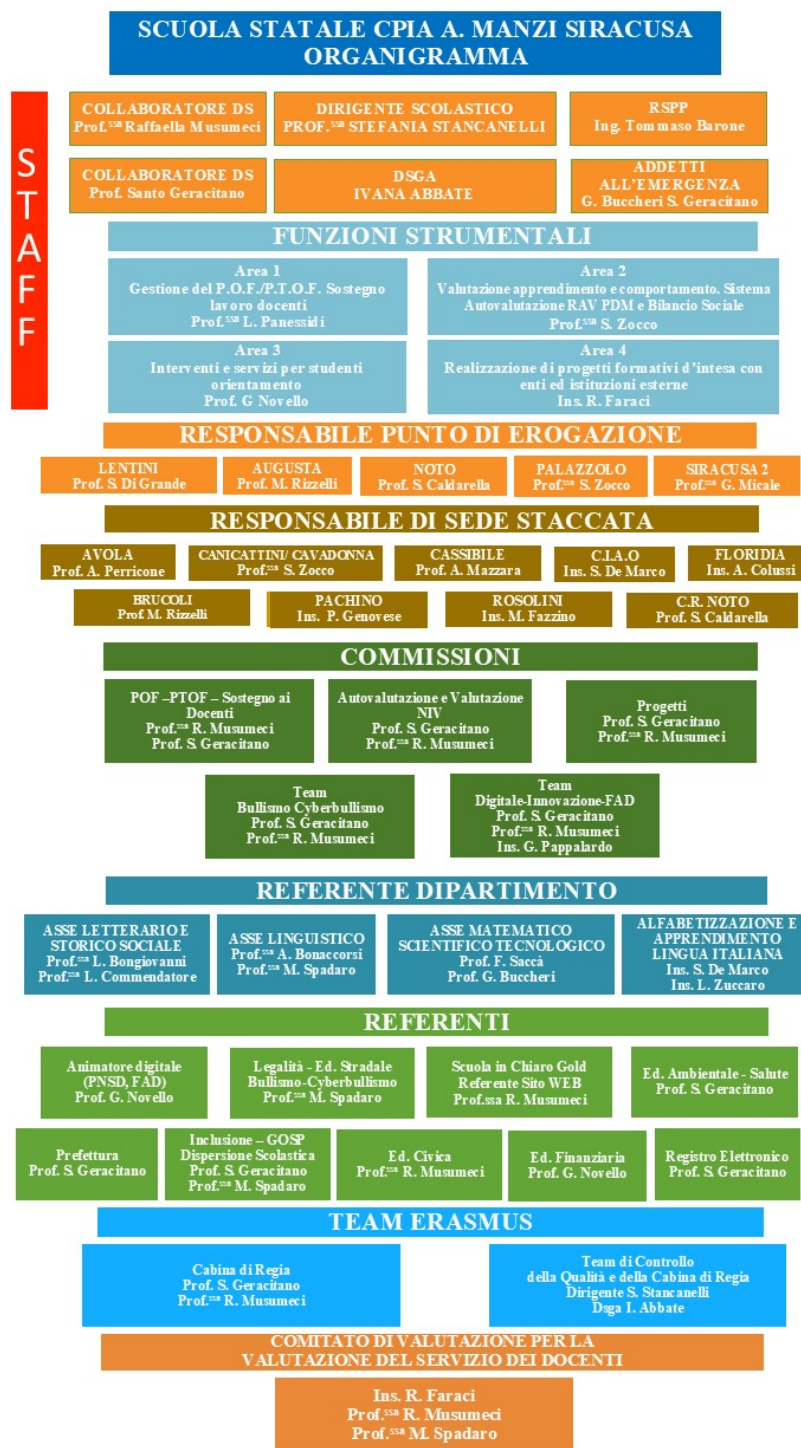 SCUOLA STATALE CPIA A. MANZI SIRACUSA
ORGANIGRAMMA
STAFF
COLLABORATORE DS
Prof.ssa Raffaella Musumeci
DIRIGENTE SCOLASTICO
PROF.ssa STEFANIA STANCANELLI
RSPP
Ing. Tommaso Barone
COLLABORATORE DS
Prof. Santo Geracitano
DSGA
IVANA ABBATE
ADDETTI
ALL'EMERGENZA
G. Buccheri S. Geracitano
FUNZIONI STRUMENTALI
Area 1
Gestione del P.O.F./P.T.O.F. Sostegno
lavoro docenti
Prof.ssa L. Panessidi
Area 2
Valutazione apprendimento e comportamento. Sistema
Autovalutazione RAV PDM e Bilancio Sociale
Prof.ssa S. Zocco
Area 3
Interventi e servizi per studenti
orientamento
Prof. G Novello
Area 4
Realizzazione di progetti formativi d'intesa con
enti ed istituzioni esterne
Ins. R. Faraci
RESPONSABILE PUNTO DI EROGAZIONE
LENTINI
Prof. S. Di Grande
AUGUSTA
Prof. M. Rizzelli
NOTO
Prof. S. Caldarella
PALAZZOLO
Prof.ssa S. Zocco
SIRACUSA 2
Prof.ssa G. Micale
RESPONSABILE DI SEDE STACCATA
AVOLA
Prof. A. Perricone
CANICATTINI/ CAVADONNA
Prof.ssa S. Zocco
CASSIBILE
Prof. A. Mazzara
C.I.A.O
Ins. S. De Marco
FLORIDIA
Ins. A. Colussi
BRUCOLI
Prof. M. Rizzelli
PACHINO
Ins. P. Genovese
ROSOLINI
Ins. M. Fazzino
C.R. NOTO
Prof. S. Caldarella
COMMISSIONI
POF –PTOF – Sostegno ai
Docenti
Prof.ssa R. Musumeci
Prof. S. Geracitano
Autovalutazione e Valutazione
NIV
Prof. S. Geracitano
Prof.ssa R. Musumeci
Progetti
Prof. S. Geracitano
Prof.ssa R. Musumeci
Team
Bullismo Cyberbullismo
Prof. S. Geracitano
Prof.ssa R. Musumeci
Team
Digitale-Innovazione-FAD
Prof. S. Geracitano
Prof.ssa R. Musumeci
Ins. G. Pappalardo
REFERENTE DIPARTIMENTO
ASSE LETTERARIO E
STORICO SOCIALE
Prof.ssa L. Bongiovanni
Prof.ssa L. Commendatore
ASSE LINGUISTICO
Prof.ssa A. Bonaccorsi
Prof.ssa M. Spadaro
ASSE MATEMATICO
SCIENTIFICO TECNOLOGICO
Prof. F. Saccà
Prof. G. Buccheri
ALFABETIZZAZIONE E
APPRENDIMENTO
LINGUA ITALIANA
Ins. S. De Marco
Ins. L. Zuccaro
REFERENTI
Animatore digitale
(PNSD, FAD)
Prof. G. Novello
Legalità - Ed. Stradale
Bullismo-Cyberbullismo
Prof.ssa M. Spadaro
Scuola in Chiaro Gold
Referente Sito WEB
Prof.ssa R. Musumeci
Ed. Ambientale - Salute
Prof. S. Geracitano
Prefettura
Prof. S. Geracitano
Inclusione – GOSP
Dispersione Scolastica
Prof. S. Geracitano
Prof.ssa M. Spadaro
Ed. Civica
Prof.ssa R. Musumeci
Ed. Finanziaria
Prof. G. Novello
Registro Elettronico
Prof. S. Geracitano
TEAM ERASMUS
Cabina di Regia
Prof. S. Geracitano
Prof.ssa R. Musumeci
Team di Controllo
della Qualità e della Cabina di Regia
Dirigente S. Stancanelli
Dsga I. Abbate
COMITATO DI VALUTAZIONE PER LA
VALUTAZIONE DEL SERVIZIO DEI DOCENTI
Ins. R. Faraci
Prof.ssa R. Musumeci
Prof.ssa M. Spadaro